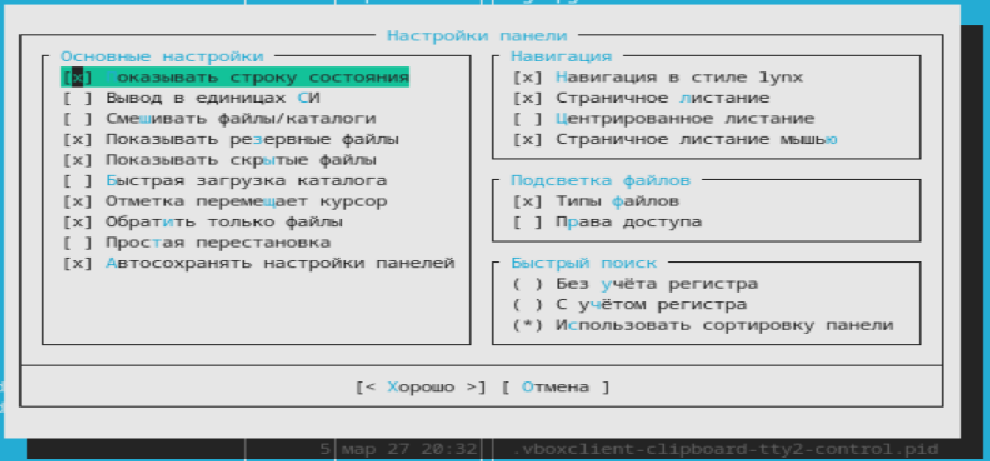 Настройки панели
Основные настройки
[x] Показывать строку состояния
[ ] Вывод в единицах СИ
[ ] Смешивать файлы/каталоги
[x] Показывать резервные файлы
[x] Показывать скрытые файлы
[ ] Быстрая загрузка каталога
[x] Отметка перемещает курсор
[x] Обратить только файлы
[ ] Простая перестановка
[x] Автосохранять настройки панелей
Навигация
[x] Навигация в стиле lynx
[x] Страничное листание
[ ] Центрированное листание
[x] Страничное листание мышью
Подсветка файлов
[x] Типы файлов
[ ] Права доступа
Быстрый поиск
( ) Без учёта регистра
( ) С учётом регистра
(*) Использовать сортировку панели
[< Хорошо >] [ Отмена ]
5 мар 27 20:32 .vboxclient-clipboard-tty2-control.pid